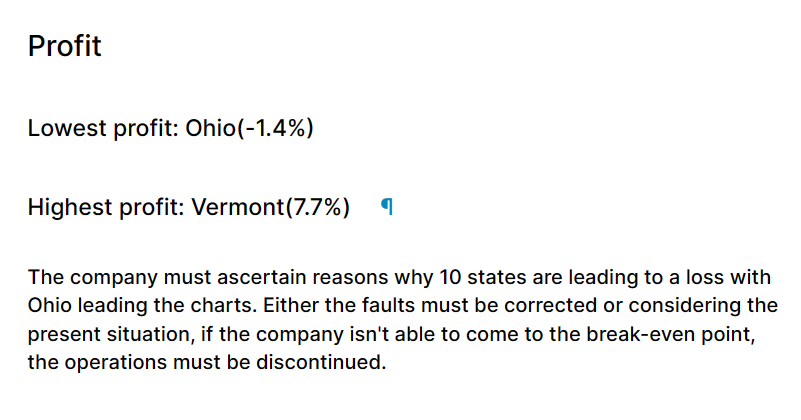 Profit
Lowest profit: Ohio(-1.4%)
Highest profit: Vermont(7.7%) ¶
The company must ascertain reasons why 10 states are leading to a loss with
Ohio leading the charts. Either the faults must be corrected or considering the
present situation, if the company isn't able to come to the break-even point,
the operations must be discontinued.